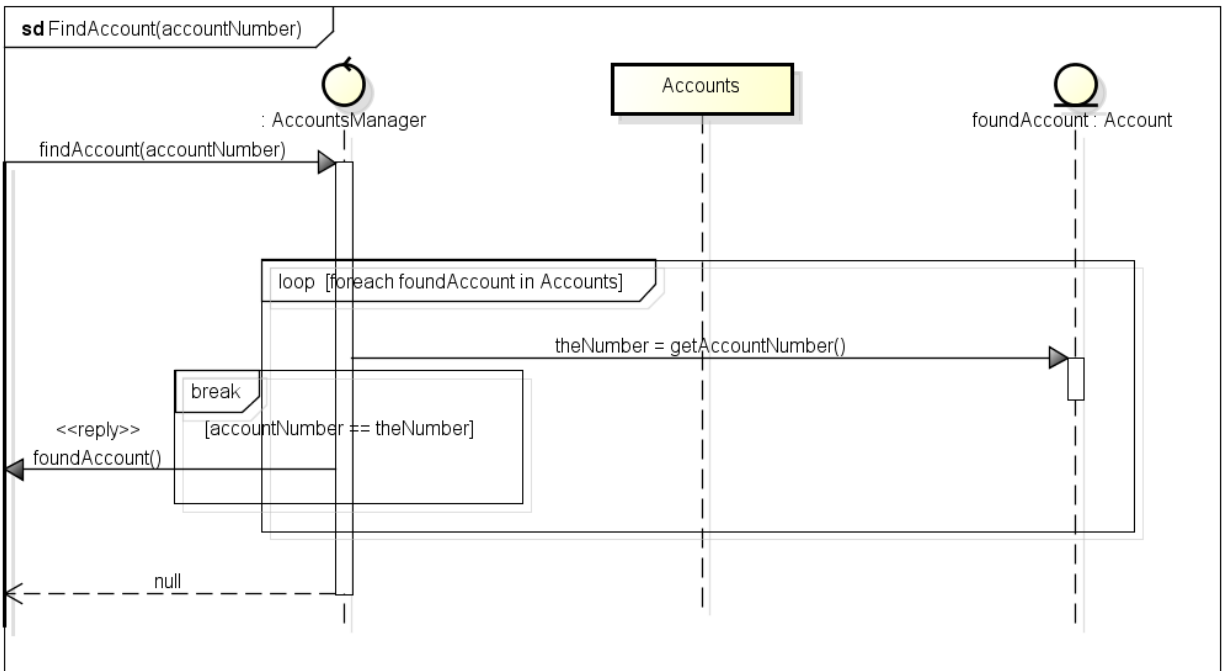 sd FindAccount(accountNumber)
Accounts
: AccountsManager
foundAccount : Account
findAccount(accountNumber)
loop [foreach foundAccount in Accounts]
theNumber = getAccountNumber()
break
[accountNumber == theNumber]
<<reply>>
foundAccount()
null